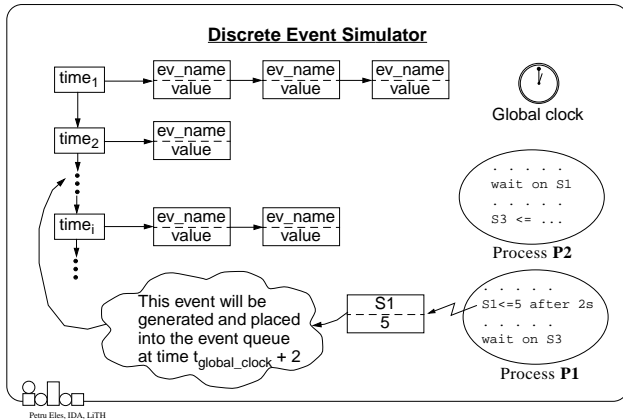 Discrete Event Simulator
time1
ev_name
value
ev_name
value
ev_name
value
Global clock
time2
ev_name
value
timei
ev_name
value
ev_name
value
. . . . .
wait on S1
. . . . .
S3 <= ...
Process P2
This event will be
generated and placed
into the event queue
at time tglobal_clock + 2
S1
5
. . . . .
S1<=5 after 2s
. . . . .
wait on S3
Process P1
Petru Eles, IDA, LiTH